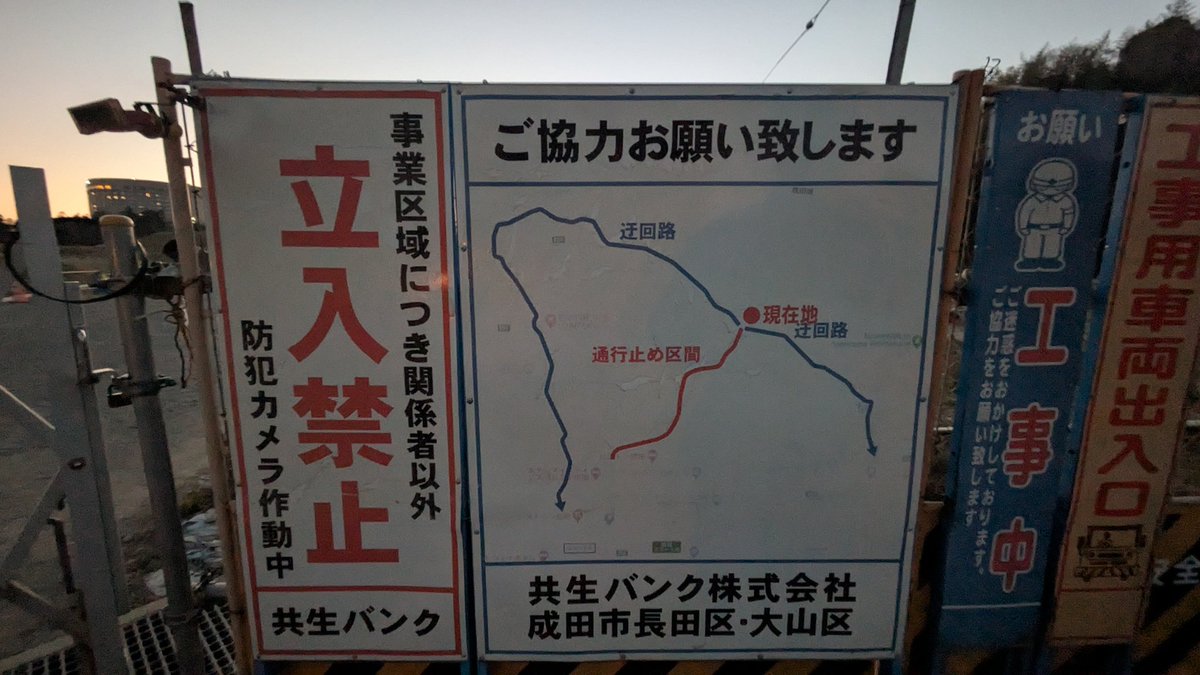 事業区域につき関係者以外
立入禁止
防犯カメラ作動中
共生バンク
ご協力お願い致します
迂回路
現在地
迂回路
通行止め区間
共生バンク株式会社
成田市長田区・大山区
お願い
工事中
ご迷惑をおかけしております。
ご協力をお願い致します
工事用車両出入口
安全